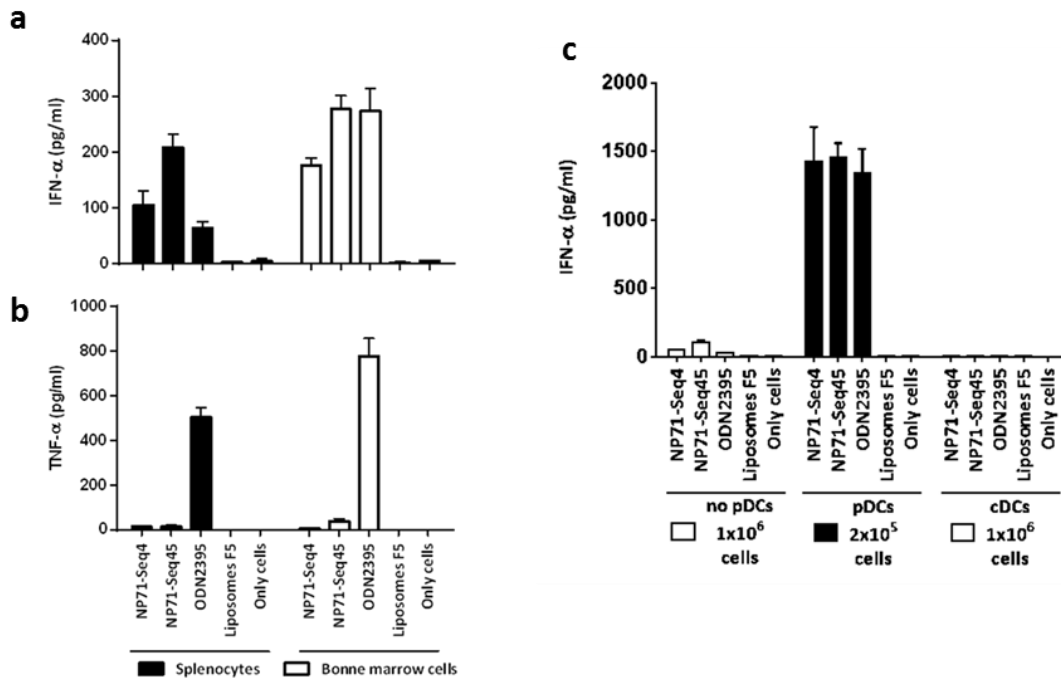 a
IFN-α (pg/ml)
400
300
200
100
0
b
TNF-α (pg/ml)
1000
800
600
400
200
0
NP71-Seq4
NP71-Seq45
ODN2395
Liposomes F5
Only cells
NP71-Seq4
NP71-Seq45
ODN2395
Liposomes F5
Only cells
Splenocytes
Bonne marrow cells
c
IFN-α (pg/ml)
2000
1500
1000
500
0
NP71-Seq4
NP71-Seq45
ODN2395
Liposomes F5
Only cells
NP71-Seq4
NP71-Seq45
ODN2395
Liposomes F5
Only cells
NP71-Seq4
NP71-Seq45
ODN2395
Liposomes F5
Only cells
no pDCs
1x10⁶
cells
pDCs
2x10⁵
cells
cDCs
1x10⁶
cells